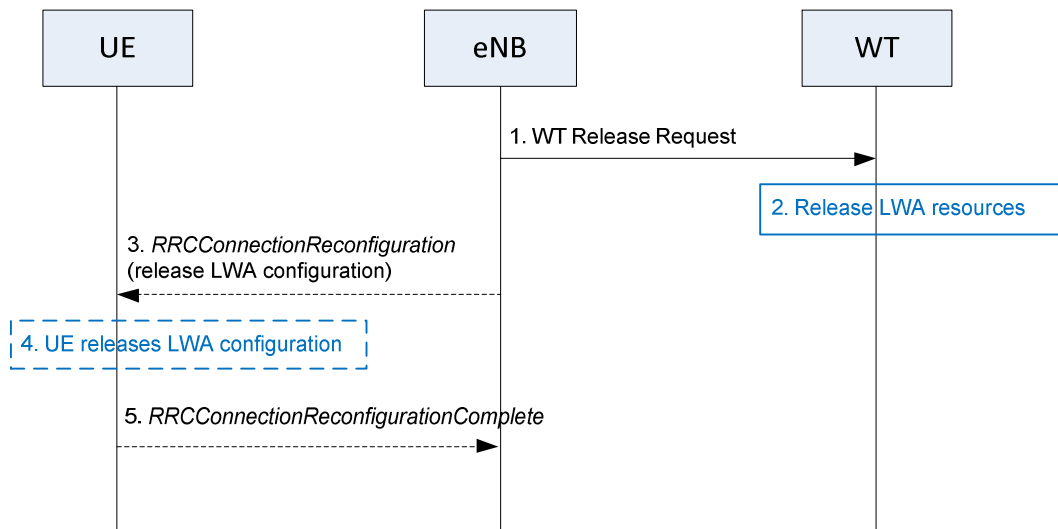 UE
eNB
WT
1. WT Release Request
2. Release LWA resources
3. RRCConnectionReconfiguration
(release LWA configuration)
4. UE releases LWA configuration
5. RRCConnectionReconfigurationComplete